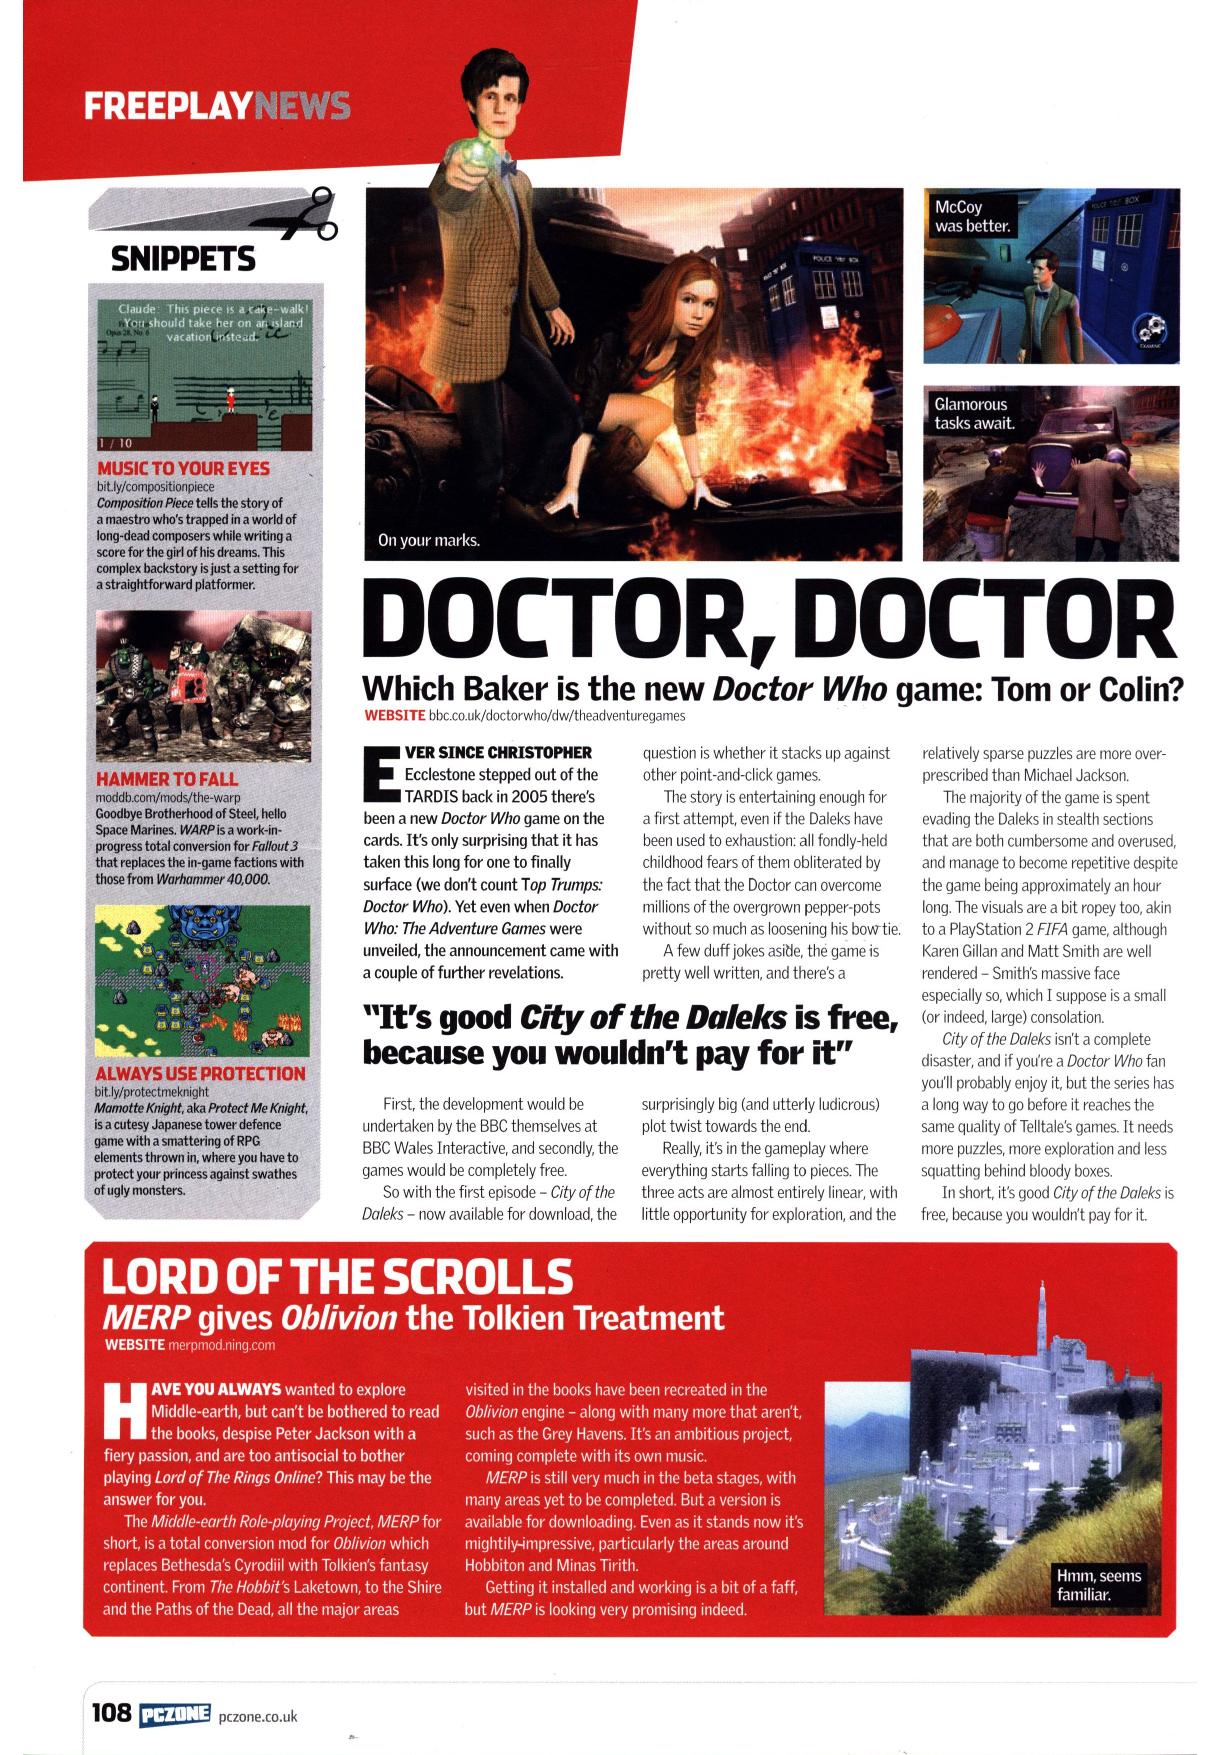 FREEPLAYNEWS
SNIPPETS
Claude: This piece is a cake-walk!
You should take her on an island
vacation instead.
Opus 28, No. 6
1 / 10
MUSIC TO YOUR EYES
bit.ly/compositionpiece
Composition Piece tells the story of
a maestro who's trapped in a world of
long-dead composers while writing a
score for the girl of his dreams. This
complex backstory is just a setting for
a straightforward platformer.
HAMMER TO FALL
moddb.com/mods/the-warp
Goodbye Brotherhood of Steel, hello
Space Marines. WARP is a work-in-
progress total conversion for Fallout 3
that replaces the in-game factions with
those from Warhammer 40,000.
ALWAYS USE PROTECTION
bit.ly/protectmeknight
Mamotte Knight, aka Protect Me Knight,
is a cutesy Japanese tower defence
game with a smattering of RPG
elements thrown in, where you have to
protect your princess against swathes
of ugly monsters.
POLICE BOX
On your marks.
McCoy
was better.
POLICE BOX
EXAMINE
Glamorous
tasks await.
DOCTOR, DOCTOR
Which Baker is the new Doctor Who game: Tom or Colin?
WEBSITE bbc.co.uk/doctorwho/dw/theadventuregames
EVER SINCE CHRISTOPHER
Ecclestone stepped out of the
TARDIS back in 2005 there's
been a new Doctor Who game on the
cards. It's only surprising that it has
taken this long for one to finally
surface (we don't count Top Trumps:
Doctor Who). Yet even when Doctor
Who: The Adventure Games were
unveiled, the announcement came with
a couple of further revelations.
First, the development would be
undertaken by the BBC themselves at
BBC Wales Interactive, and secondly, the
games would be completely free.
So with the first episode – City of the
Daleks – now available for download, the
question is whether it stacks up against
other point-and-click games.
The story is entertaining enough for
a first attempt, even if the Daleks have
been used to exhaustion: all fondly-held
childhood fears of them obliterated by
the fact that the Doctor can overcome
millions of the overgrown pepper-pots
without so much as loosening his bow tie.
A few duff jokes aside, the game is
pretty well written, and there's a
"It's good City of the Daleks is free,
because you wouldn't pay for it"
surprisingly big (and utterly ludicrous)
plot twist towards the end.
Really, it's in the gameplay where
everything starts falling to pieces. The
three acts are almost entirely linear, with
little opportunity for exploration, and the
relatively sparse puzzles are more over-
prescribed than Michael Jackson.
The majority of the game is spent
evading the Daleks in stealth sections
that are both cumbersome and overused,
and manage to become repetitive despite
the game being approximately an hour
long. The visuals are a bit ropey too, akin
to a PlayStation 2 FIFA game, although
Karen Gillan and Matt Smith are well
rendered – Smith's massive face
especially so, which I suppose is a small
(or indeed, large) consolation.
City of the Daleks isn't a complete
disaster, and if you're a Doctor Who fan
you'll probably enjoy it, but the series has
a long way to go before it reaches the
same quality of Telltale's games. It needs
more puzzles, more exploration and less
squatting behind bloody boxes.
In short, it's good City of the Daleks is
free, because you wouldn't pay for it.
LORD OF THE SCROLLS
MERP gives Oblivion the Tolkien Treatment
WEBSITE merpmod.ning.com
HAVE YOU ALWAYS wanted to explore
Middle-earth, but can't be bothered to read
the books, despise Peter Jackson with a
fiery passion, and are too antisocial to bother
playing Lord of The Rings Online? This may be the
answer for you.
The Middle-earth Role-playing Project, MERP for
short, is a total conversion mod for Oblivion which
replaces Bethesda's Cyrodiil with Tolkien's fantasy
continent. From The Hobbit's Laketown, to the Shire
and the Paths of the Dead, all the major areas
visited in the books have been recreated in the
Oblivion engine – along with many more that aren't,
such as the Grey Havens. It's an ambitious project,
coming complete with its own music.
MERP is still very much in the beta stages, with
many areas yet to be completed. But a version is
available for downloading. Even as it stands now it's
mightily-impressive, particularly the areas around
Hobbiton and Minas Tirith.
Getting it installed and working is a bit of a faff,
but MERP is looking very promising indeed.
Hmm, seems
familiar.
108 PCZONE pczone.co.uk